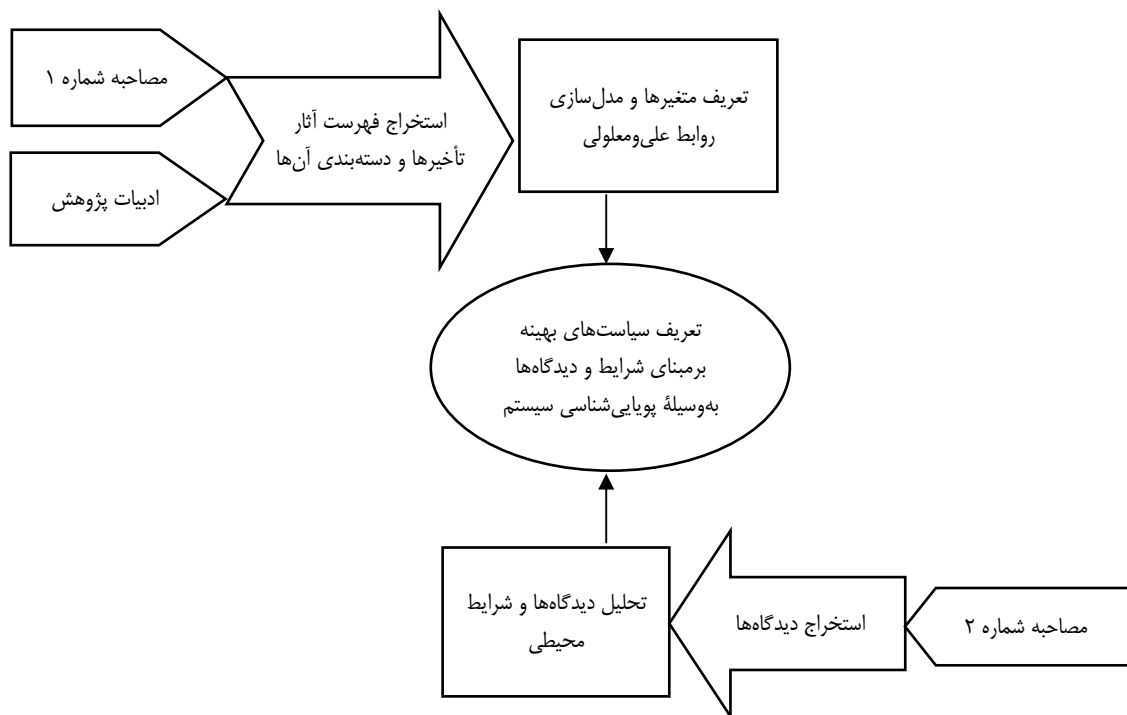 مصاحبه شماره ۱
ادبیات پژوهش
استخراج فهرست آثار
تأخیرها و دسته‌بندی آن‌ها
تعریف متغیرها و مدل‌سازی
روابط علی‌ومعلولی
تعریف سیاست‌های بهینه
برمبنای شرایط و دیدگاه‌ها
به‌وسیلۀ پویایی‌شناسی سیستم
تحلیل دیدگاه‌ها و شرایط
محیطی
استخراج دیدگاه‌ها
مصاحبه شماره ۲